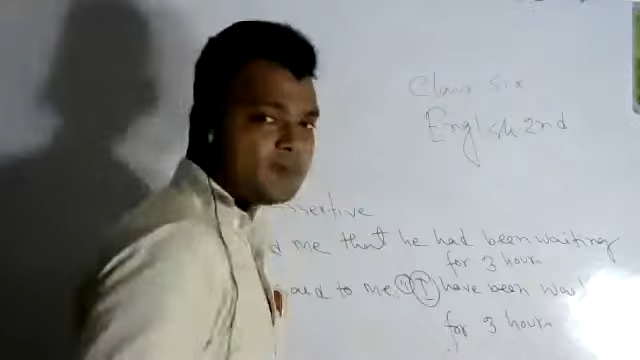 Class Six
English 2nd
ssertive
d me that he had been waiting
for 3 hours
aid to me, "I have been wai
for 3 hours